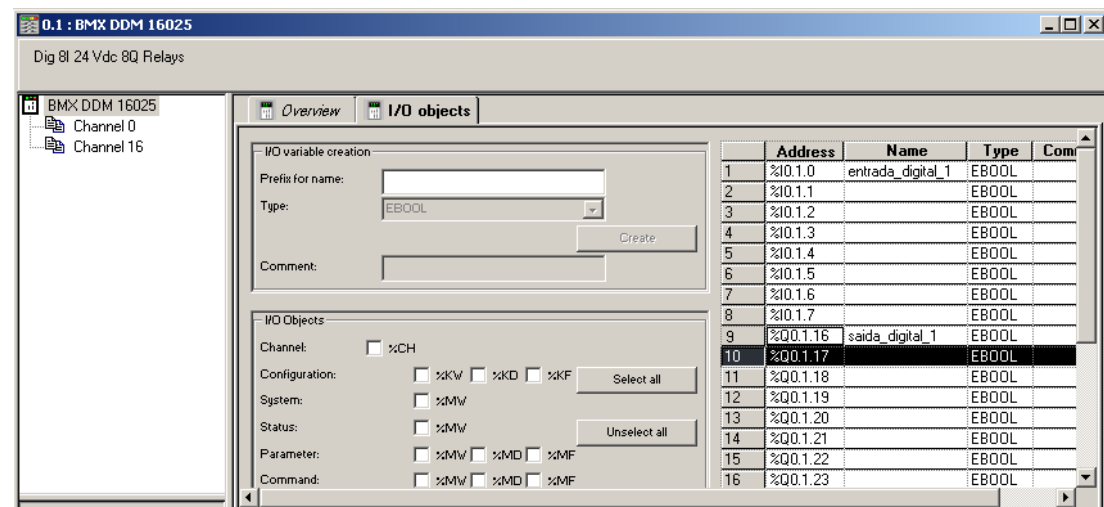 0.1 : BMX DDM 16025
Dig 8I 24 Vdc 8Q Relays
BMX DDM 16025
Channel 0
Channel 16
Overview
I/O objects
I/O variable creation
Prefix for name:
Type:
EBOOL
Create
Comment:
I/O Objects
Channel: %CH
Configuration: %KW %KD %KF Select all
System: %MW
Status: %MW Unselect all
Parameter: %MW %MD %MF
Command: %MW %MD %MF
Address Name Type Com
1 %I0.1.0 entrada_digital_1 EBOOL
2 %I0.1.1 EBOOL
3 %I0.1.2 EBOOL
4 %I0.1.3 EBOOL
5 %I0.1.4 EBOOL
6 %I0.1.5 EBOOL
7 %I0.1.6 EBOOL
8 %I0.1.7 EBOOL
9 %Q0.1.16 saida_digital_1 EBOOL
10 %Q0.1.17 EBOOL
11 %Q0.1.18 EBOOL
12 %Q0.1.19 EBOOL
13 %Q0.1.20 EBOOL
14 %Q0.1.21 EBOOL
15 %Q0.1.22 EBOOL
16 %Q0.1.23 EBOOL